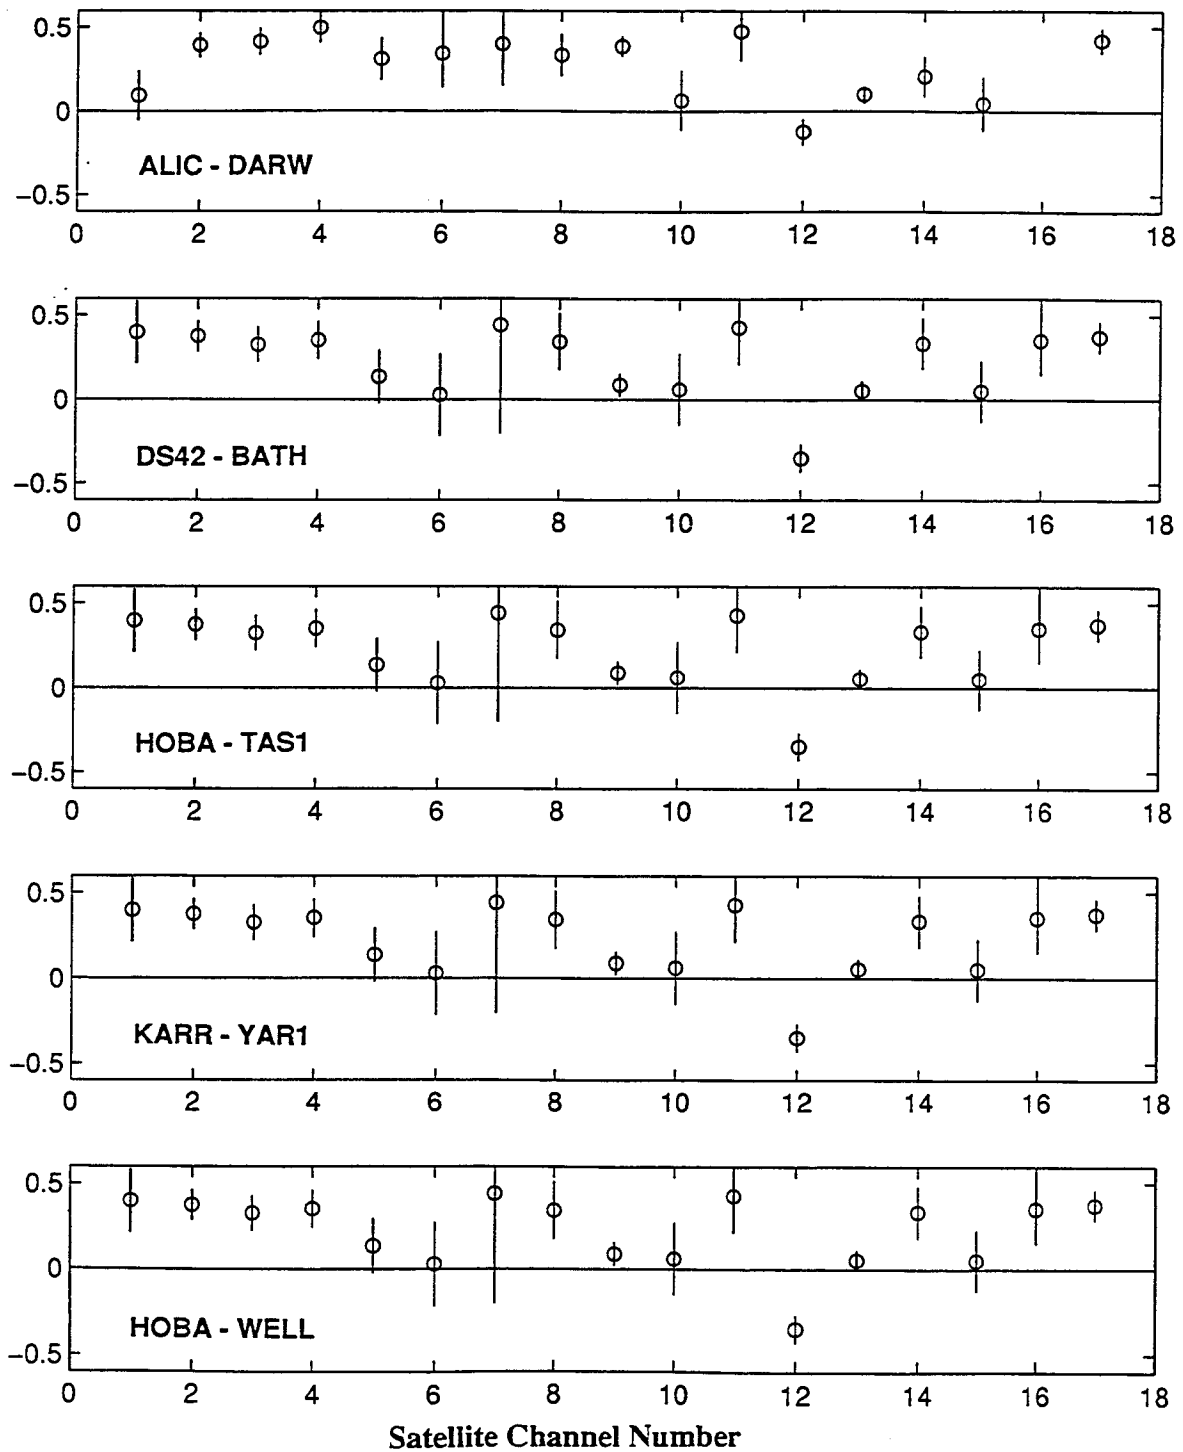 0.5
0
ALIC - DARW
−0.5
0 2 4 6 8 10 12 14 16 18
0.5
0
DS42 - BATH
−0.5
0 2 4 6 8 10 12 14 16 18
0.5
0
HOBA - TAS1
−0.5
0 2 4 6 8 10 12 14 16 18
0.5
0
KARR - YAR1
−0.5
0 2 4 6 8 10 12 14 16 18
0.5
0
HOBA - WELL
−0.5
0 2 4 6 8 10 12 14 16 18
Satellite Channel Number